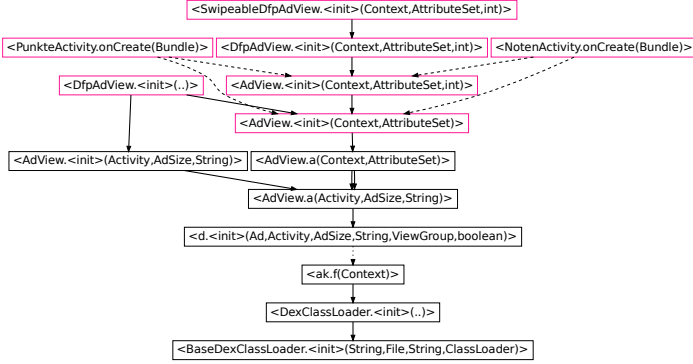 <SwipeableDfpAdView.<init>(Context,AttributeSet,int)>
<PunkteActivity.onCreate(Bundle)>
<DfpAdView.<init>(Context,AttributeSet,int)>
<NotenActivity.onCreate(Bundle)>
<DfpAdView.<init>(..)>
<AdView.<init>(Context,AttributeSet,int)>
<AdView.<init>(Context,AttributeSet)>
<AdView.<init>(Activity,AdSize,String)>
<AdView.a(Context,AttributeSet)>
<AdView.a(Activity,AdSize,String)>
<d.<init>(Ad,Activity,AdSize,String,ViewGroup,boolean)>
<ak.f(Context)>
<DexClassLoader.<init>(..)>
<BaseDexClassLoader.<init>(String,File,String,ClassLoader)>